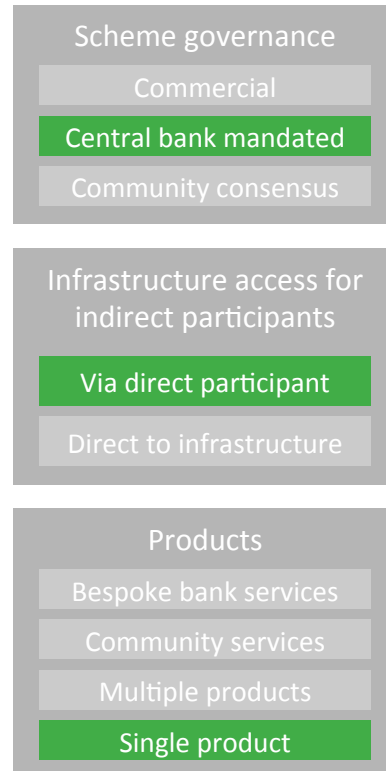 Scheme governance
Commercial
Central bank mandated
Community consensus
Infrastructure access for
indirect participants
Via direct participant
Direct to infrastructure
Products
Bespoke bank services
Community services
Multiple products
Single product